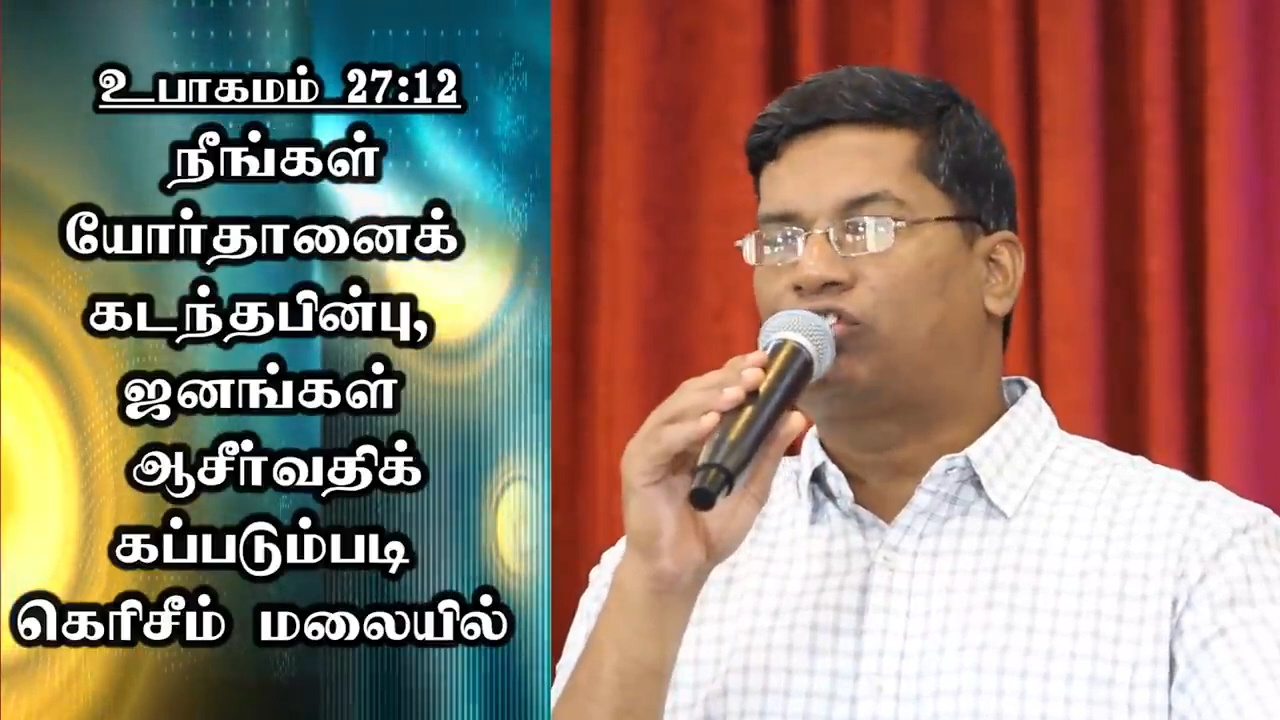 உபாகமம் 27:12
நீங்கள்
யோர்தானைக்
கடந்தபின்பு,
ஜனங்கள்
ஆசீர்வதிக்
கப்படும்படி
கெரிசீம் மலையில்